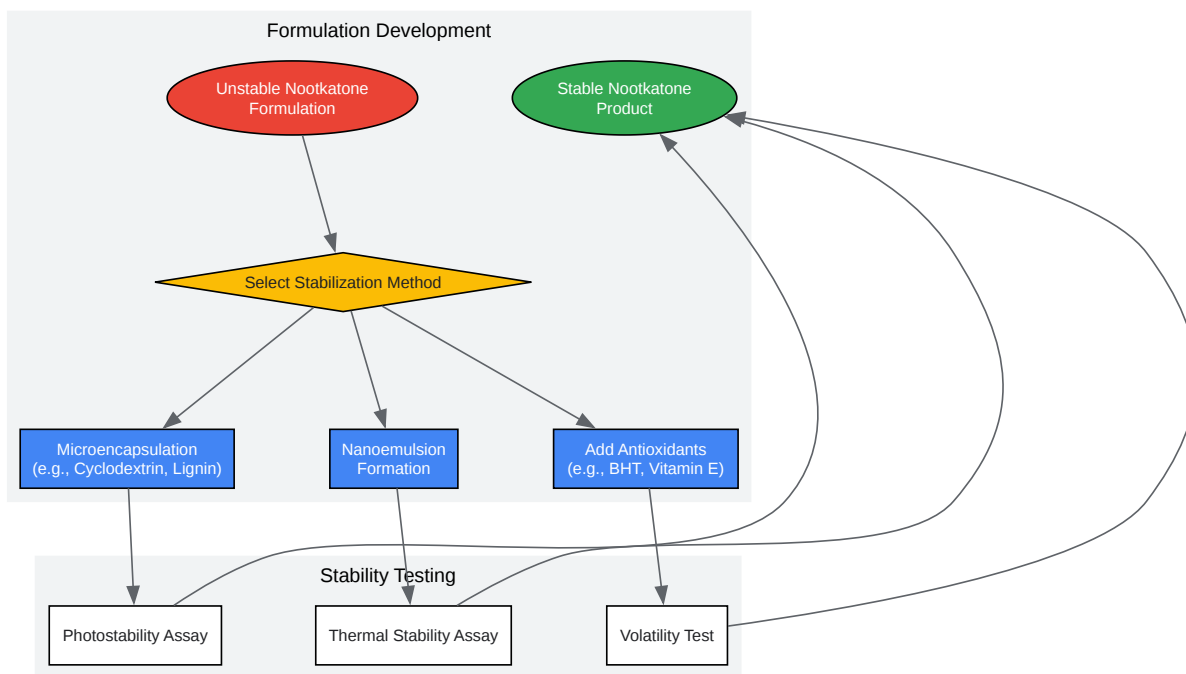 Formulation Development
Unstable Nootkatone
Formulation
Stable Nootkatone
Product
Select Stabilization Method
Microencapsulation
(e.g., Cyclodextrin, Lignin)
Nanoemulsion
Formation
Add Antioxidants
(e.g., BHT, Vitamin E)
Stability Testing
Photostability Assay
Thermal Stability Assay
Volatility Test